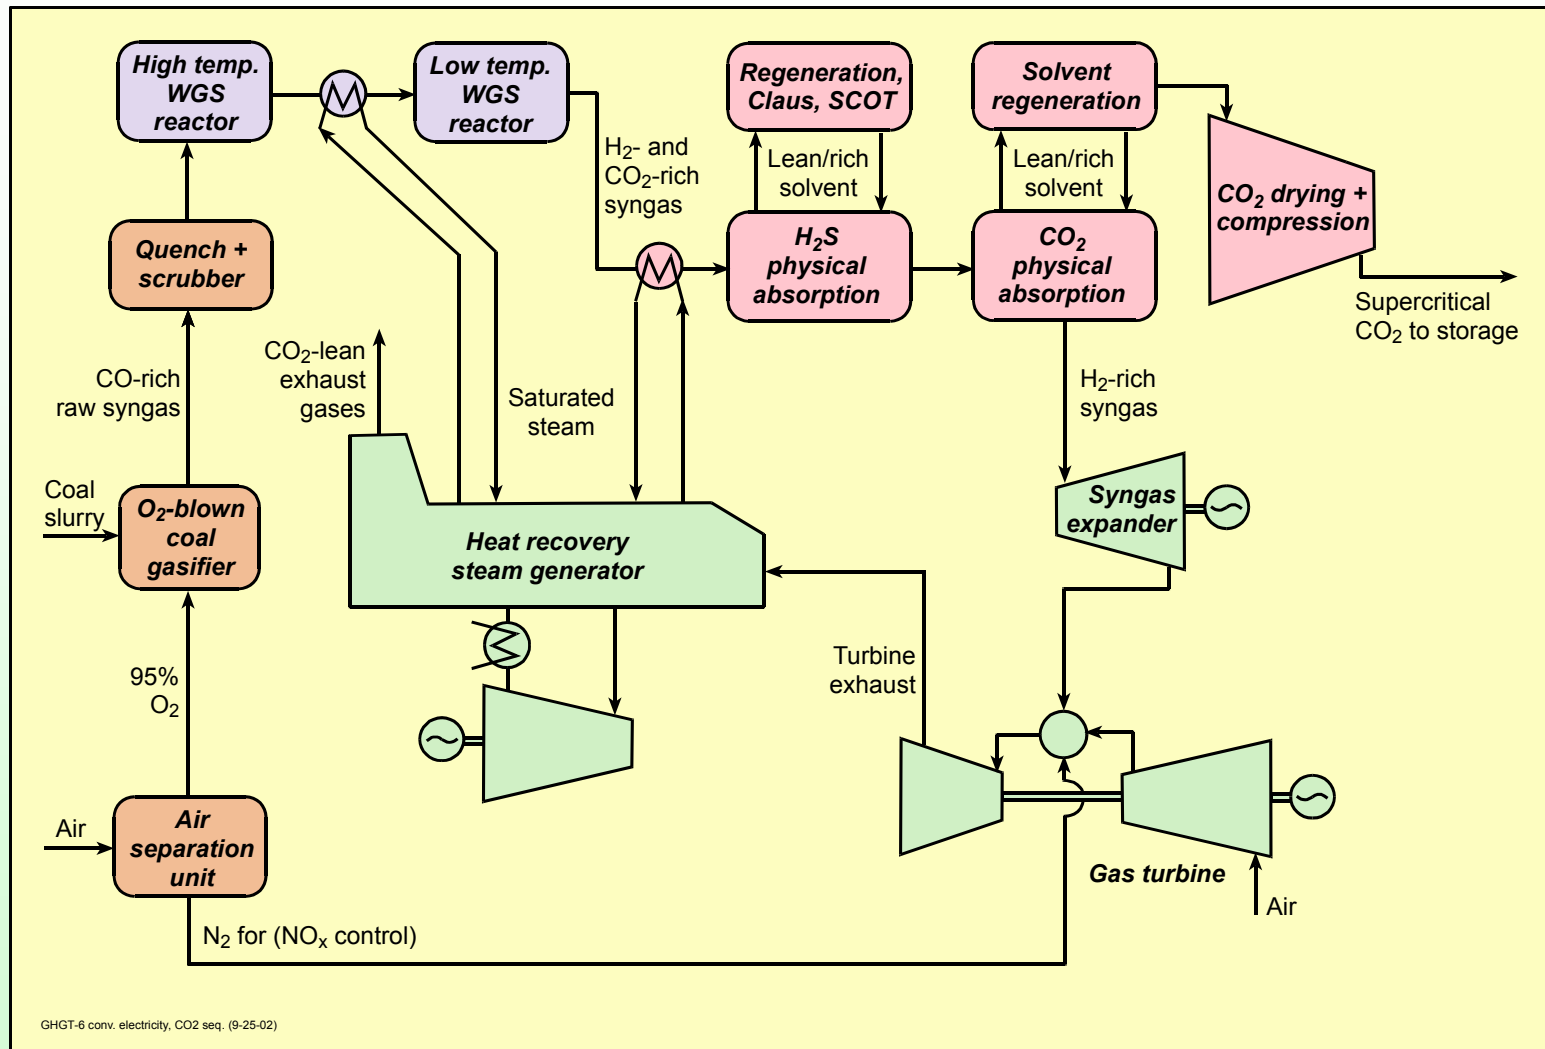 High temp.
WGS
reactor
Low temp.
WGS
reactor
Regeneration,
Claus, SCOT
Solvent
regeneration
H₂- and
CO₂-rich
syngas
Lean/rich
solvent
Lean/rich
solvent
CO₂ drying +
compression
Quench +
scrubber
H₂S
physical
absorption
CO₂
physical
absorption
Supercritical
CO₂ to storage
CO-rich
raw syngas
CO₂-lean
exhaust
gases
Saturated
steam
H₂-rich
syngas
Coal
slurry
O₂-blown
coal
gasifier
Heat recovery
steam generator
Syngas
expander
95%
O₂
Turbine
exhaust
Air
Air
separation
unit
Gas turbine
Air
N₂ for (NOₓ control)
GHGT-6 conv. electricity, CO2 seq. (9-25-02)